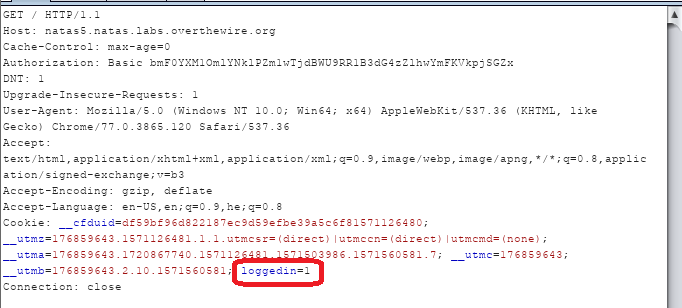 GET / HTTP/1.1
Host: natas5.natas.labs.overthewire.org
Cache-Control: max-age=0
Authorization: Basic
DNT: 1
Upgrade-Insecure-Requests: 1
User-Agent: Mozilla/5.0 (Windows NT 10.0; Win64; x64) AppleWebKit/537.36 (KHTML, like
Gecko) Chrome/77.0.3865.120 Safari/537.36
Accept:
text/html,application/xhtml+xml,application/xml;q=0.9,image/webp,image/apng,*/*;q=0.8,applic
ation/signed-exchange;v=b3
Accept-Encoding: gzip, deflate
Accept-Language: en-US,en;q=0.9,he;q=0.8
Cookie: __cfduid=df59bf96d822187ec9d59efbe39a5c6f81571126480;
__utmz=176859643.1571126481.1.1.utmcsr=(direct)|utmccn=(direct)|utmcmd=(none);
__utma=176859643.1720867740.1571126481.1571503986.1571560581.7; __utmc=176859643;
__utmb=176859643.2.10.1571560581; loggedin=1
Connection: close